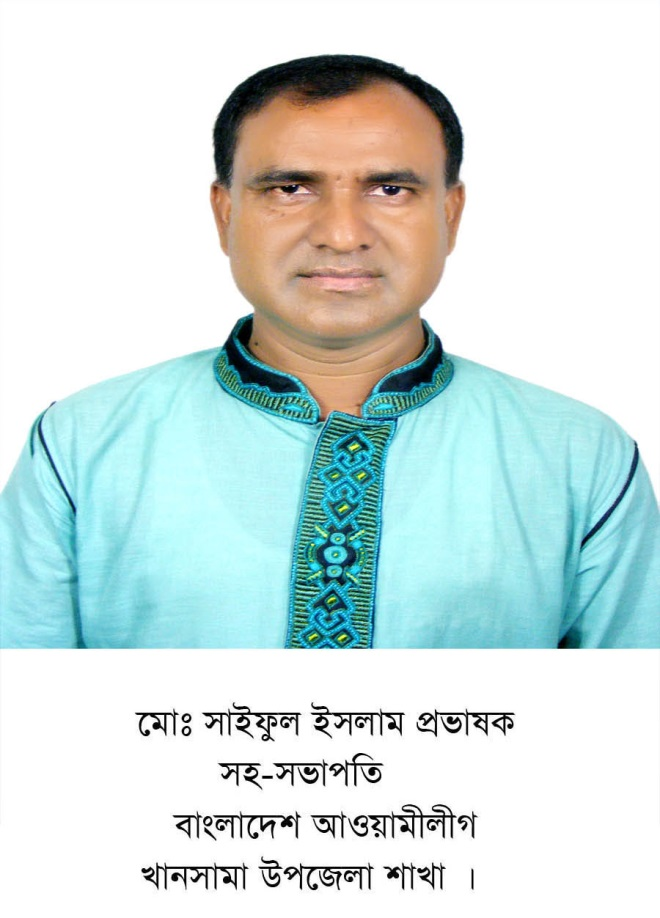 মোঃ সাইফুল ইসলাম প্রভাষক
সহ-সভাপতি
বাংলাদেশ আওয়ামীলীগ
খানসামা উপজেলা শাখা ।